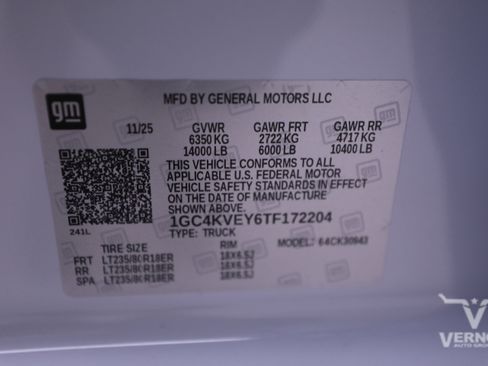 gm
MFD BY GENERAL MOTORS LLC
11/25 GVWR GAWR FRT GAWR RR
6350 KG 2722 KG 4717 KG
14000 LB 6000 LB 10400 LB
THIS VEHICLE CONFORMS TO ALL
APPLICABLE U.S. FEDERAL MOTOR
VEHICLE SAFETY STANDARDS IN EFFECT
ON THE DATE OF MANUFACTURE SHOWN ABOVE.
1GC4KVEY6TF172204
241L TYPE: TRUCK MODEL: 64CK30943
TIRE SIZE RIM
FRT LT235/80R18ER 18X6.5J
RR LT235/80R18ER 18X6.5J
SPA LT235/80R18ER 18X6.5J
VERNO
AUTO GROU